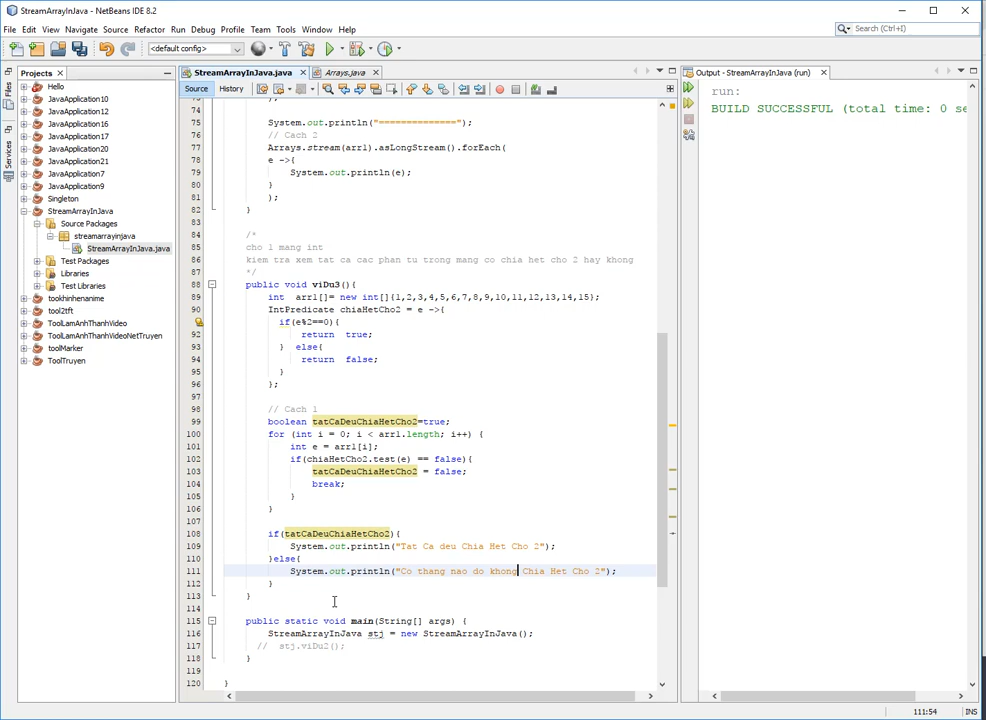 StreamArrayInJava - NetBeans IDE 8.2
File Edit View Navigate Source Refactor Run Debug Profile Team Tools Window Help
Search (Ctrl+I)
<default config>
Projects
Files
Services
Hello
JavaApplication10
JavaApplication12
JavaApplication16
JavaApplication17
JavaApplication20
JavaApplication21
JavaApplication7
JavaApplication9
Singleton
StreamArrayInJava
Source Packages
streamarrayinjava
StreamArrayInJava.java
Test Packages
Libraries
Test Libraries
tookhinhenanime
tool2tft
ToolLamAnhThanhVideo
ToolLamAnhThanhVideoNetTruyen
toolMarker
ToolTruyen
StreamArrayInJava.java Arrays.java
Source History
74
75 System.out.println("==============");
76 // Cach 2
77 Arrays.stream(arr1).asLongStream().forEach(
78 e ->{
79 System.out.println(e);
80 }
81 );
82 }
83
84 /*
85 cho 1 mang int
86 kiem tra xem tat ca cac phan tu trong mang co chia het cho 2 hay khong
87 */
88 public void viDu3(){
89 int arr1[]= new int[]{1,2,3,4,5,6,7,8,9,10,11,12,13,14,15};
90 IntPredicate chiaHetCho2 = e ->{
if(e%2==0){
92 return true;
93 } else{
94 return false;
95 }
96 };
97
98 // Cach 1
99 boolean tatCaDeuChiaHetCho2=true;
100 for (int i = 0; i < arr1.length; i++) {
101 int e = arr1[i];
102 if(chiaHetCho2.test(e) == false){
103 tatCaDeuChiaHetCho2 = false;
104 break;
105 }
106 }
107
108 if(tatCaDeuChiaHetCho2){
109 System.out.println("Tat Ca deu Chia Het Cho 2");
110 }else{
111 System.out.println("Co thang nao do khong Chia Het Cho 2");
112 }
113 }
114
115 public static void main(String[] args) {
116 StreamArrayInJava stj = new StreamArrayInJava();
117 // stj.viDu2();
118 }
119
120 }
Output - StreamArrayInJava (run)
run:
BUILD SUCCESSFUL (total time: 0 se
111:54 INS